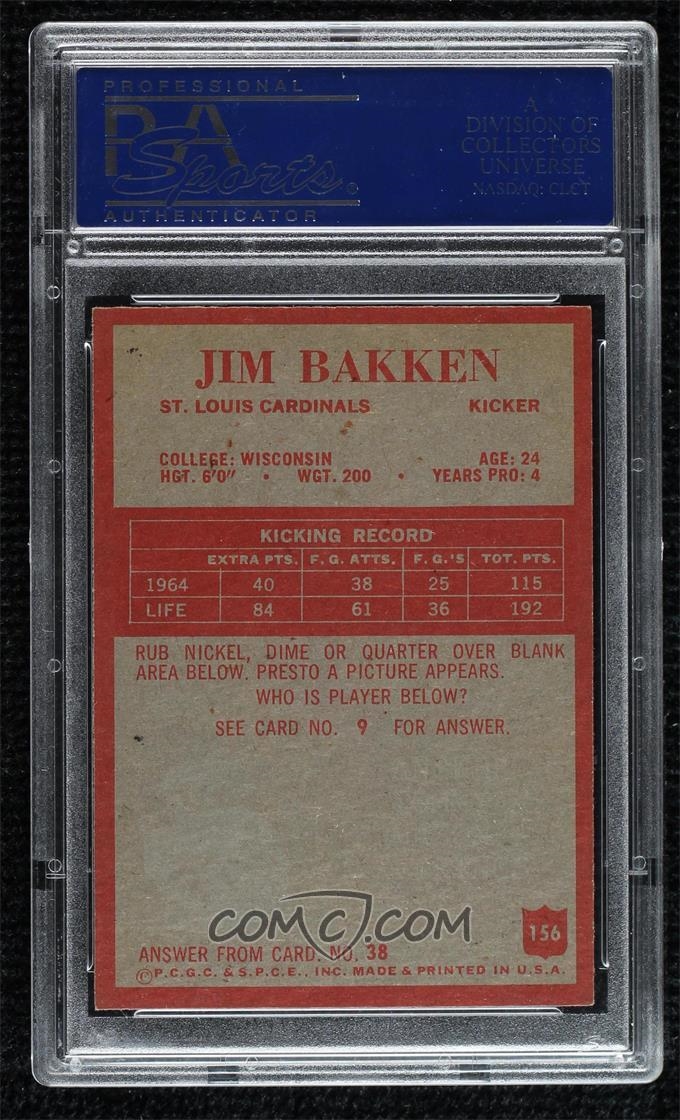 PROFESSIONAL
PSA
Sports®
AUTHENTICATOR
A
DIVISION OF
COLLECTORS
UNIVERSE
NASDAQ: CLCT
JIM BAKKEN
ST. LOUIS CARDINALS KICKER
COLLEGE: WISCONSIN AGE: 24
HGT. 6'0" • WGT. 200 • YEARS PRO: 4
KICKING RECORD
EXTRA PTS. F. G. ATTS. F. G.'S TOT. PTS.
1964 40 38 25 115
LIFE 84 61 36 192
RUB NICKEL, DIME OR QUARTER OVER BLANK
AREA BELOW. PRESTO A PICTURE APPEARS.
WHO IS PLAYER BELOW?
SEE CARD NO. 9 FOR ANSWER.
COMC.COM
156
ANSWER FROM CARD. NO. 38
©P.C.G.C. & S.P.C.E., INC. MADE & PRINTED IN U.S.A.